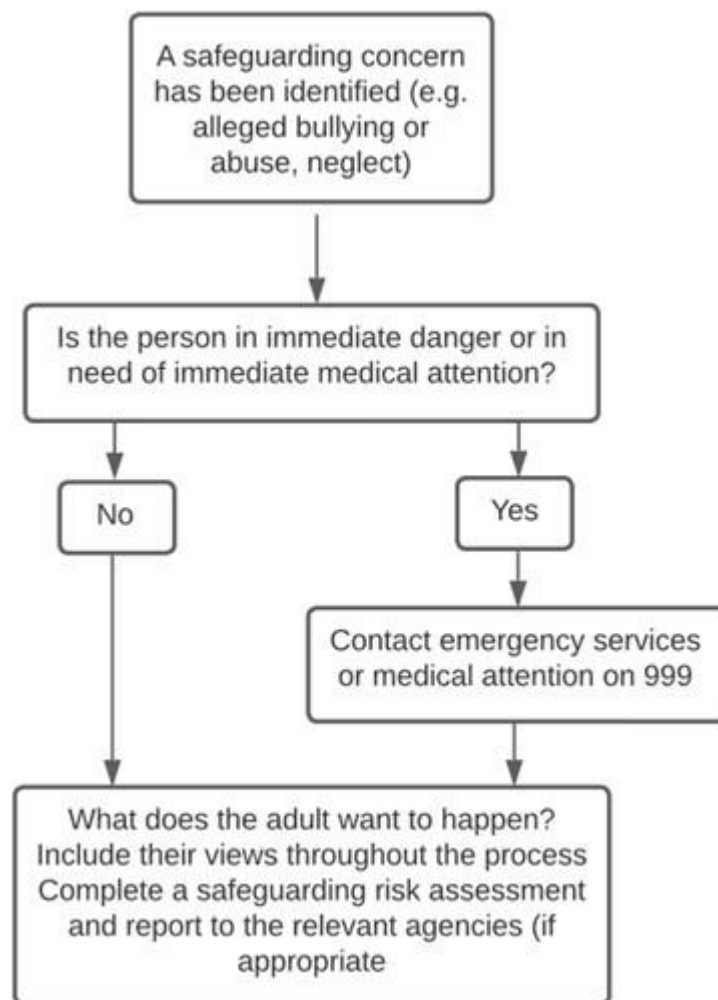 A safeguarding concern
has been identified (e.g.
alleged bullying or
abuse, neglect)
Is the person in immediate danger or in
need of immediate medical attention?
No
Yes
Contact emergency services
or medical attention on 999
What does the adult want to happen?
Include their views throughout the process
Complete a safeguarding risk assessment
and report to the relevant agencies (if
appropriate